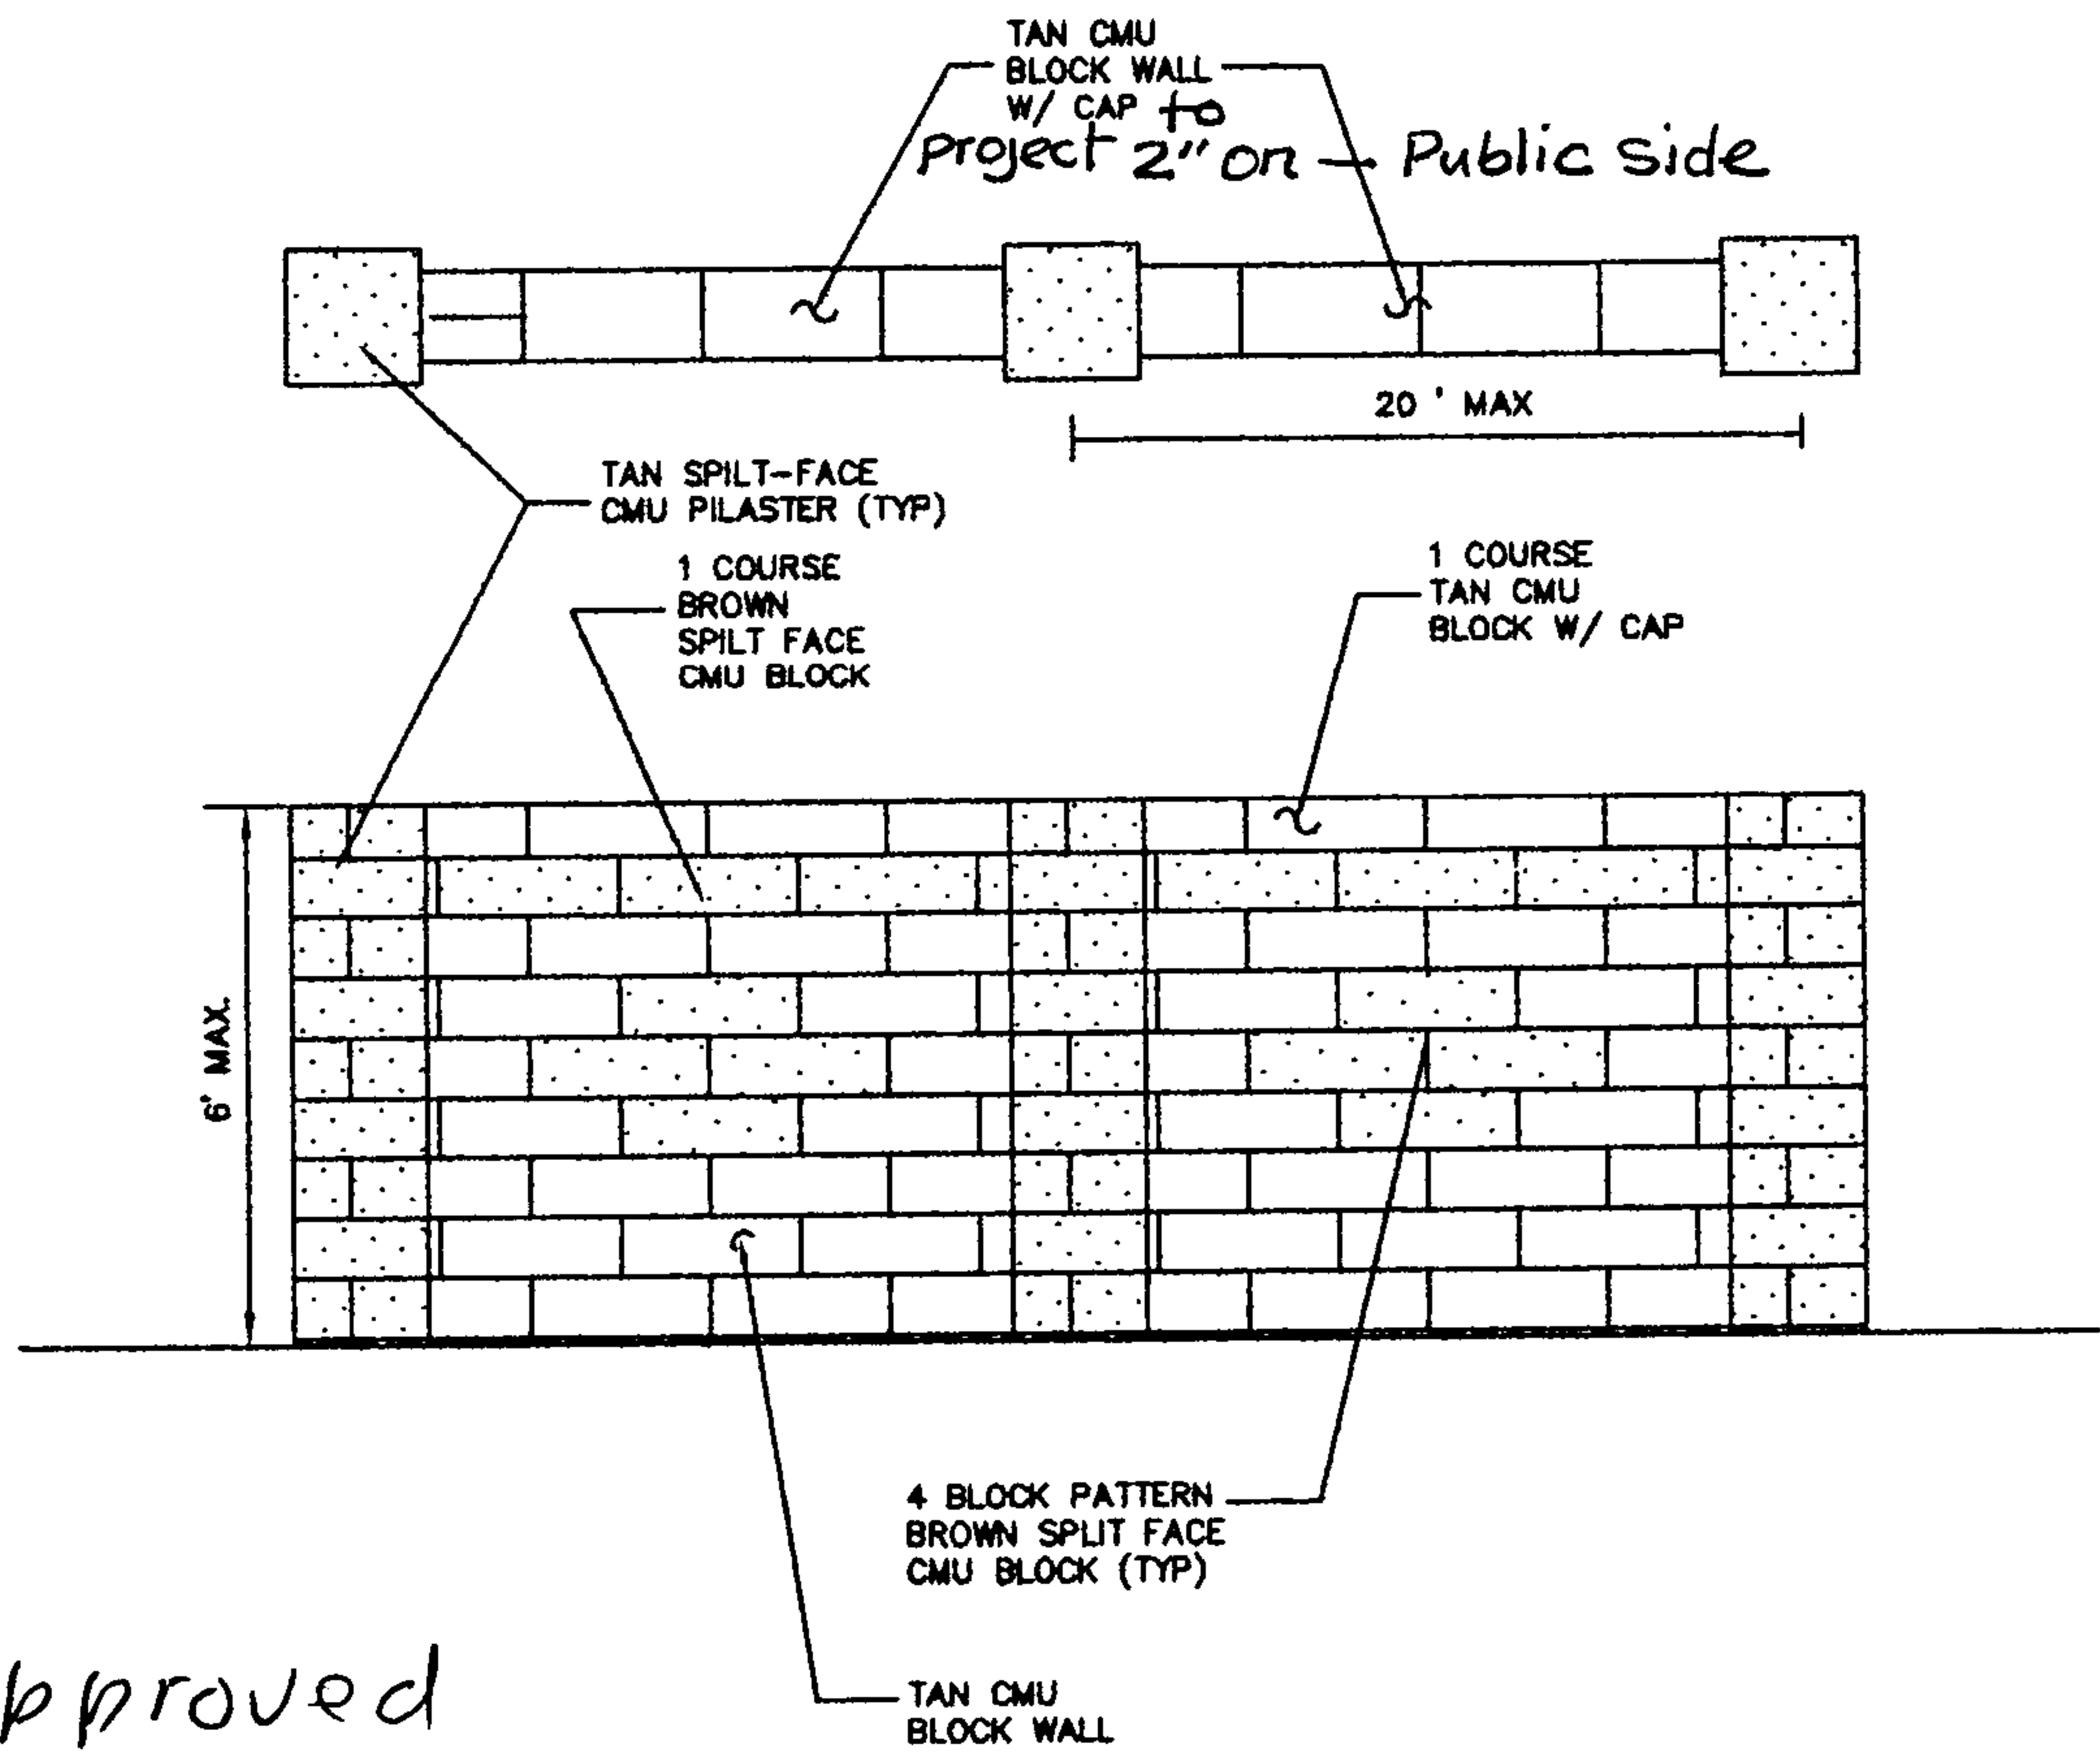 TAN CMU
BLOCK WALL
W/ CAP to
project 2" on - Public side
20 ' MAX
TAN SPILT-FACE
CMU PILASTER (TYP)
1 COURSE
BROWN
SPILT FACE
CMU BLOCK
1 COURSE
TAN CMU
BLOCK W/ CAP
6' MAX.
4 BLOCK PATTERN
BROWN SPLIT FACE
CMU BLOCK (TYP)
TAN CMU
BLOCK WALL
pproved